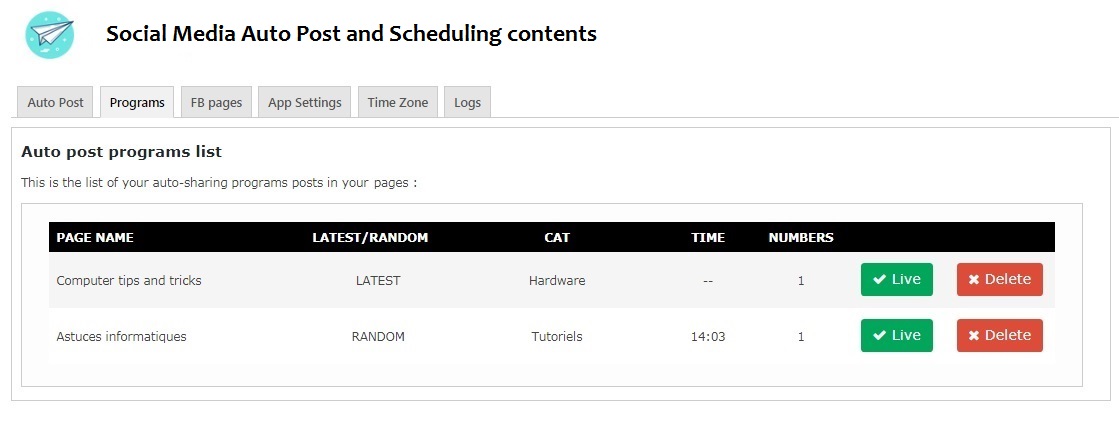 Social Media Auto Post and Scheduling contents
Auto Post Programs FB pages App Settings Time Zone Logs
Auto post programs list
This is the list of your auto-sharing programs posts in your pages :
PAGE NAME LATEST/RANDOM CAT TIME NUMBERS
Computer tips and tricks LATEST Hardware -- 1 Live Delete
Astuces informatiques RANDOM Tutoriels 14:03 1 Live Delete